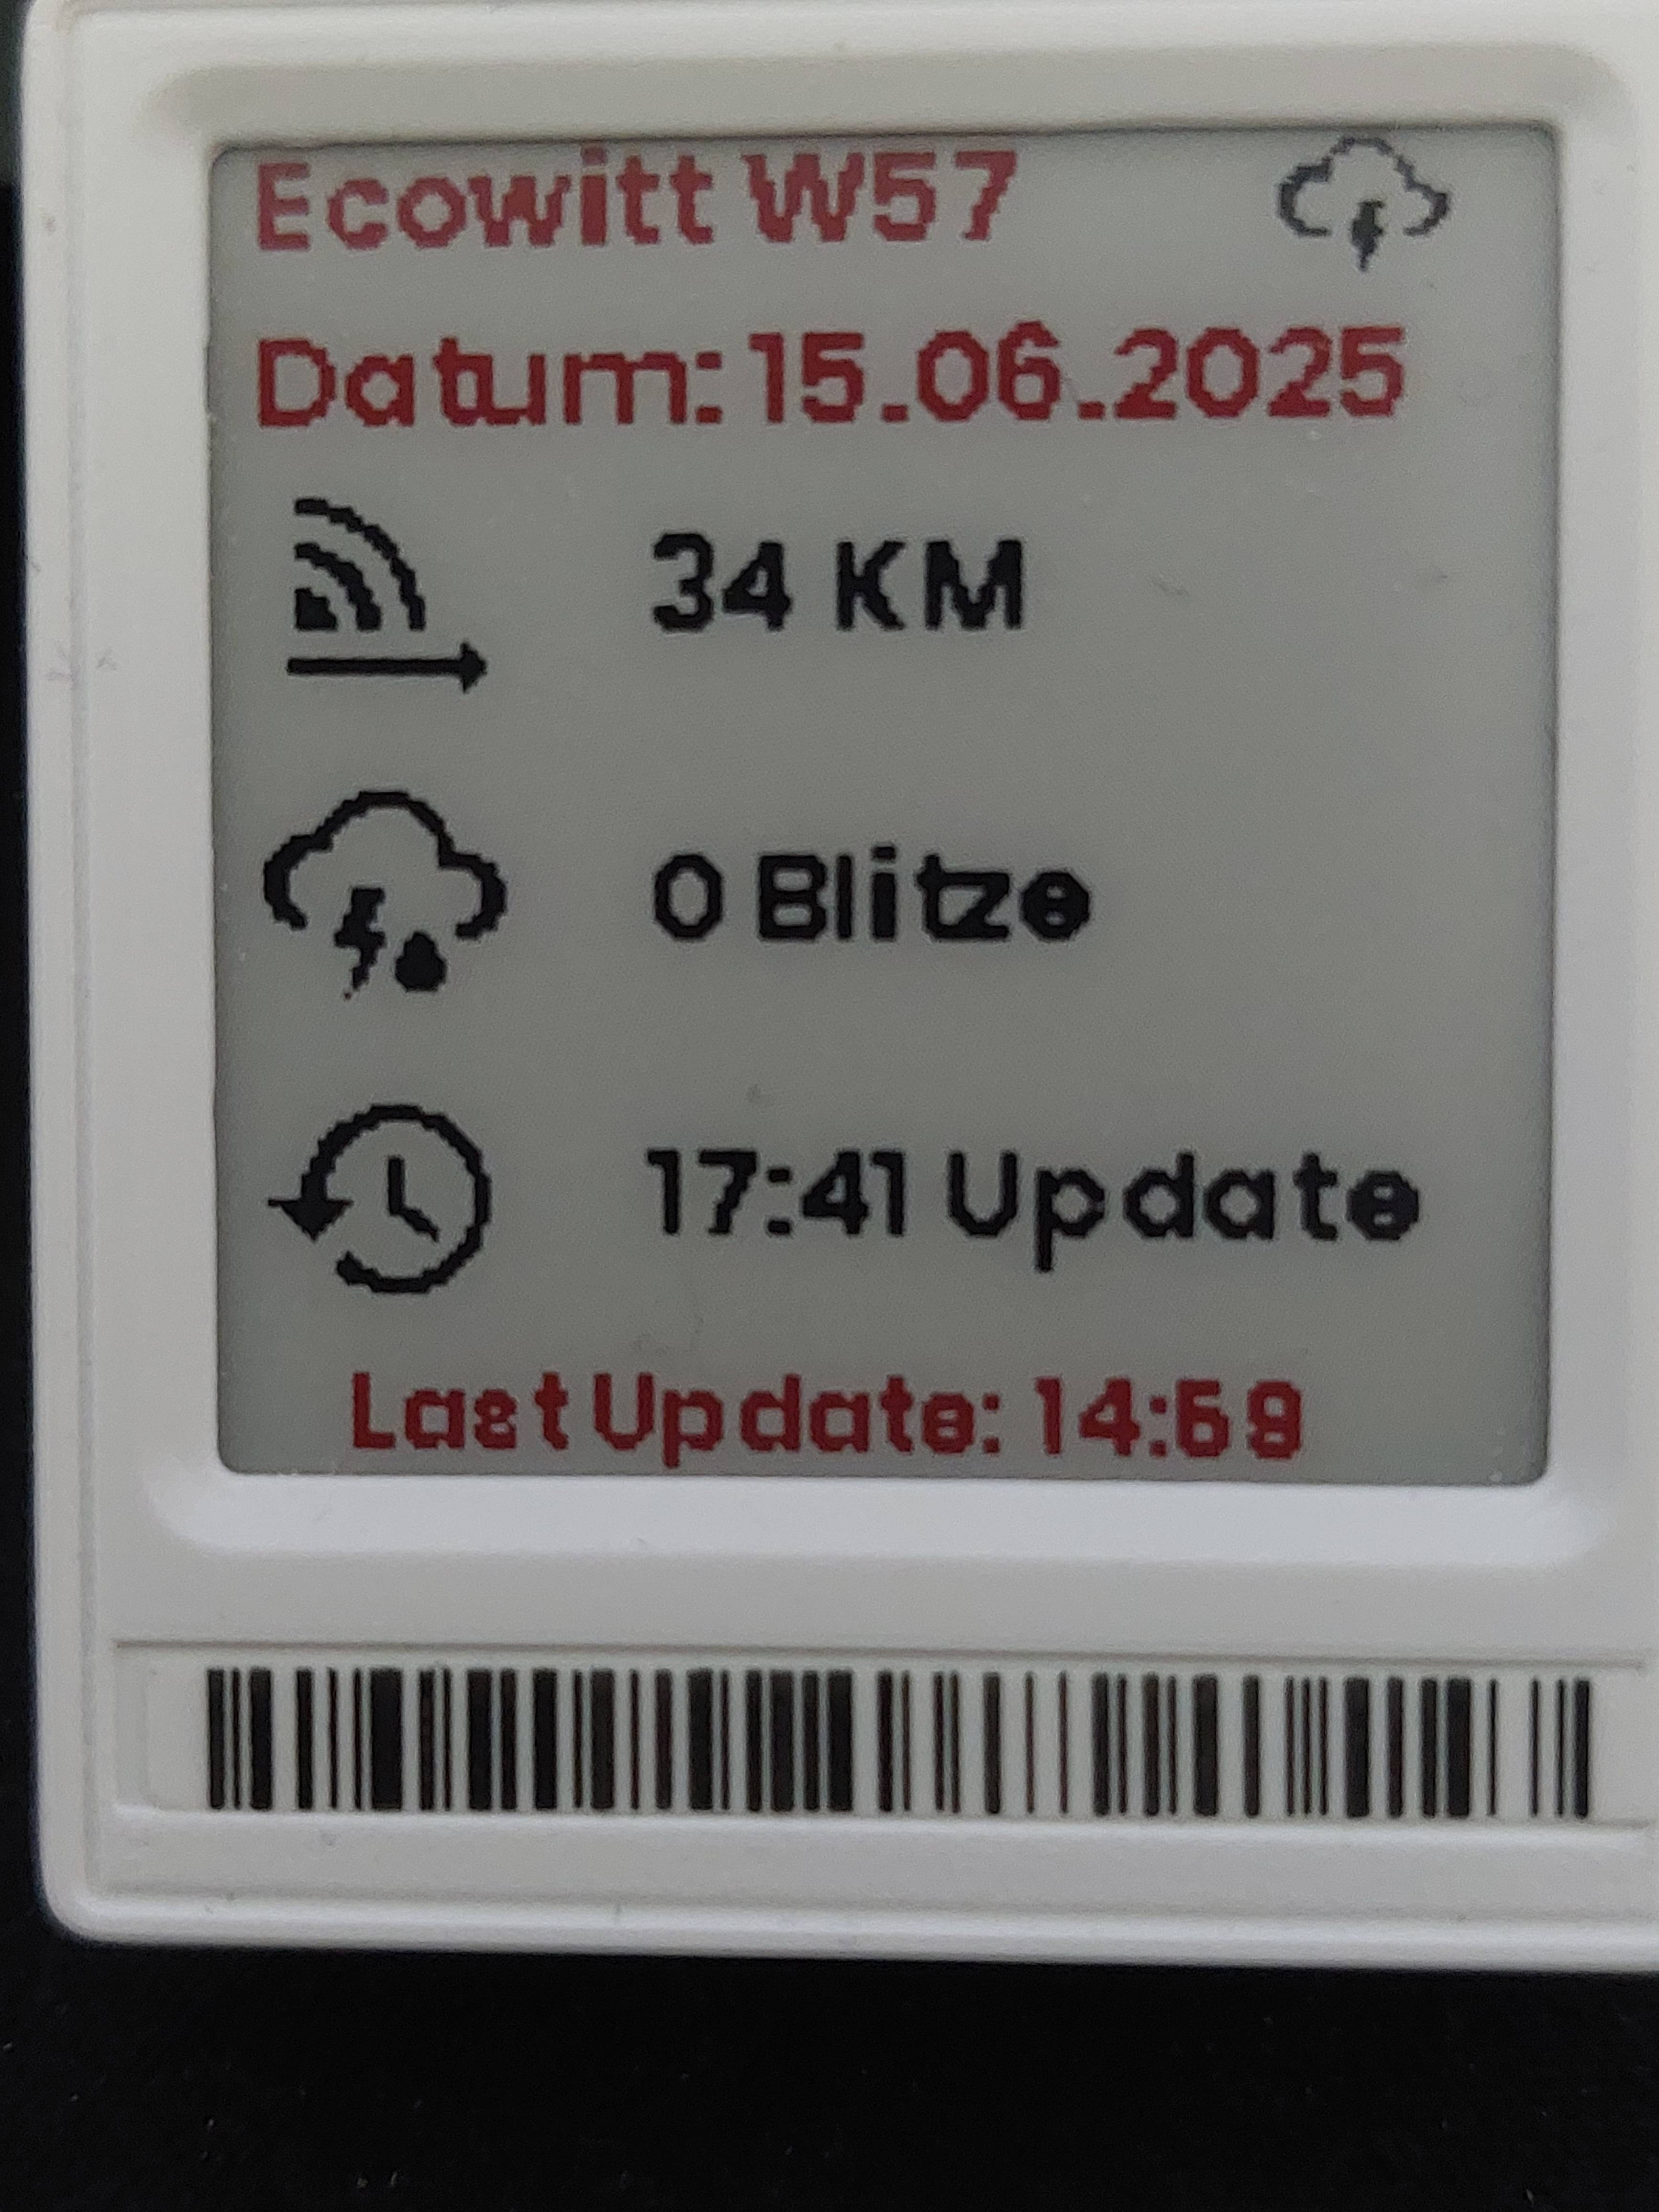 Ecowitt W57
Datum: 15.06.2025
34 KM
0 Blitze
17:41 Update
Last Update: 14:59